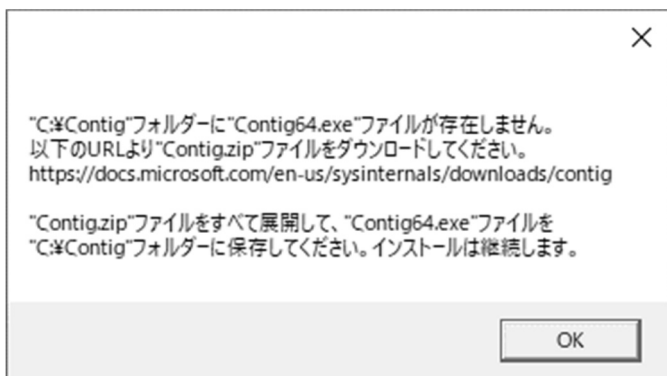 "C:¥Contig"フォルダーに"Contig64.exe"ファイルが存在しません。
以下のURLより"Contig.zip"ファイルをダウンロードしてください。
https://docs.microsoft.com/en-us/sysinternals/downloads/contig
"Contig.zip"ファイルをすべて展開して、"Contig64.exe"ファイルを
"C:¥Contig"フォルダーに保存してください。インストールは継続します。
OK